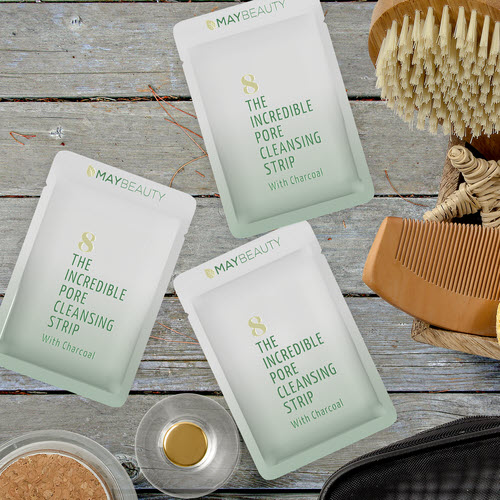 MAYBEAUTY
8
THE
INCREDIBLE
PORE
CLEANSING
STRIP
With Charcoal
MAYBEAUTY
8
THE
INCREDIBLE
PORE
CLEANSING
STRIP
With Charcoal
MAYBEAUTY
8
THE
INCREDIBLE
PORE
CLEANSING
STRIP
With Charcoal